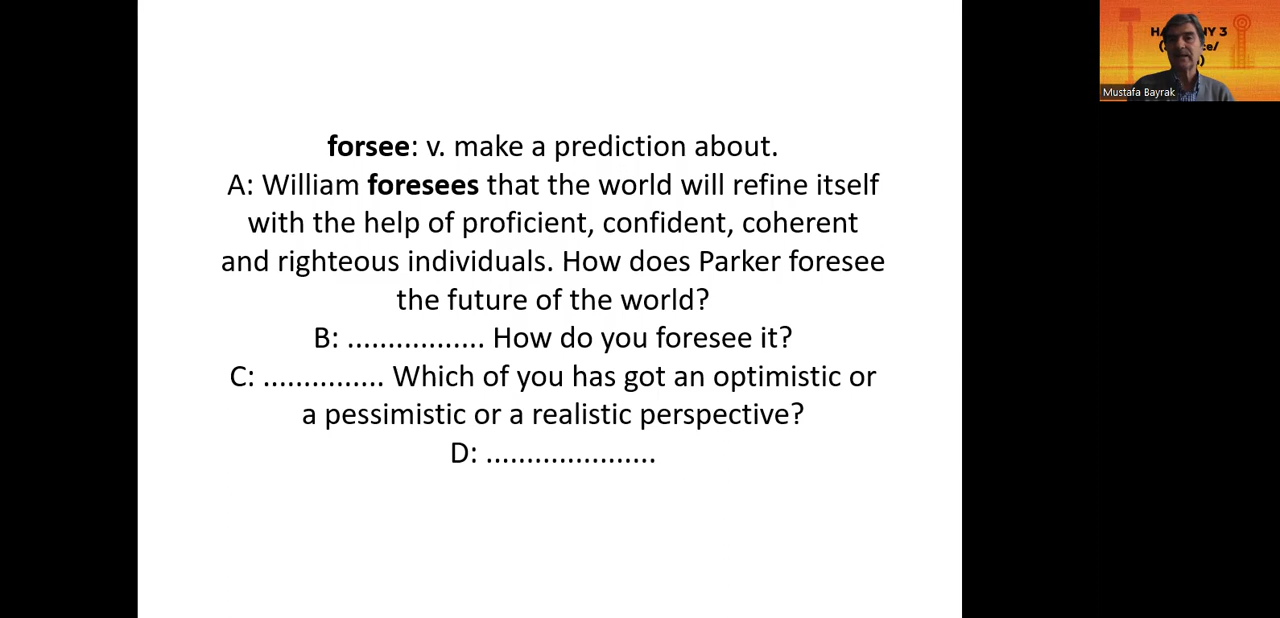 forsee: v. make a prediction about.
A: William foresees that the world will refine itself
with the help of proficient, confident, coherent
and righteous individuals. How does Parker foresee
the future of the world?
B: ................. How do you foresee it?
C: ............... Which of you has got an optimistic or
a pessimistic or a realistic perspective?
D: .....................
Mustafa Bayrak